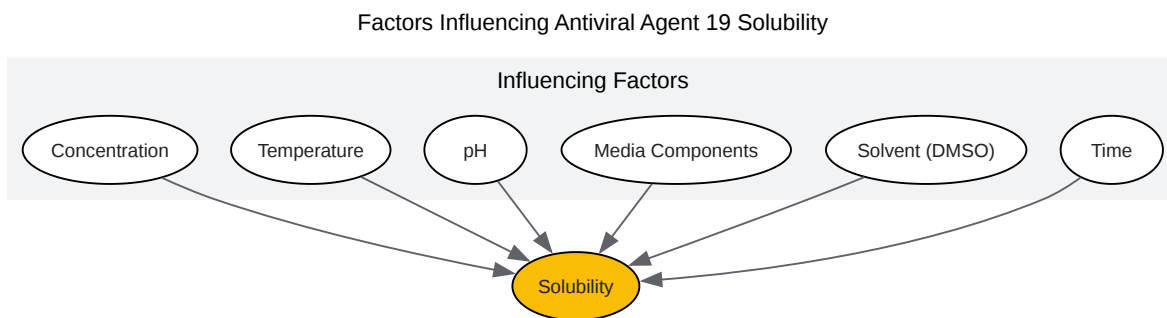 Factors Influencing Antiviral Agent 19 Solubility
Influencing Factors
Concentration
Temperature
pH
Media Components
Solvent (DMSO)
Time
Solubility